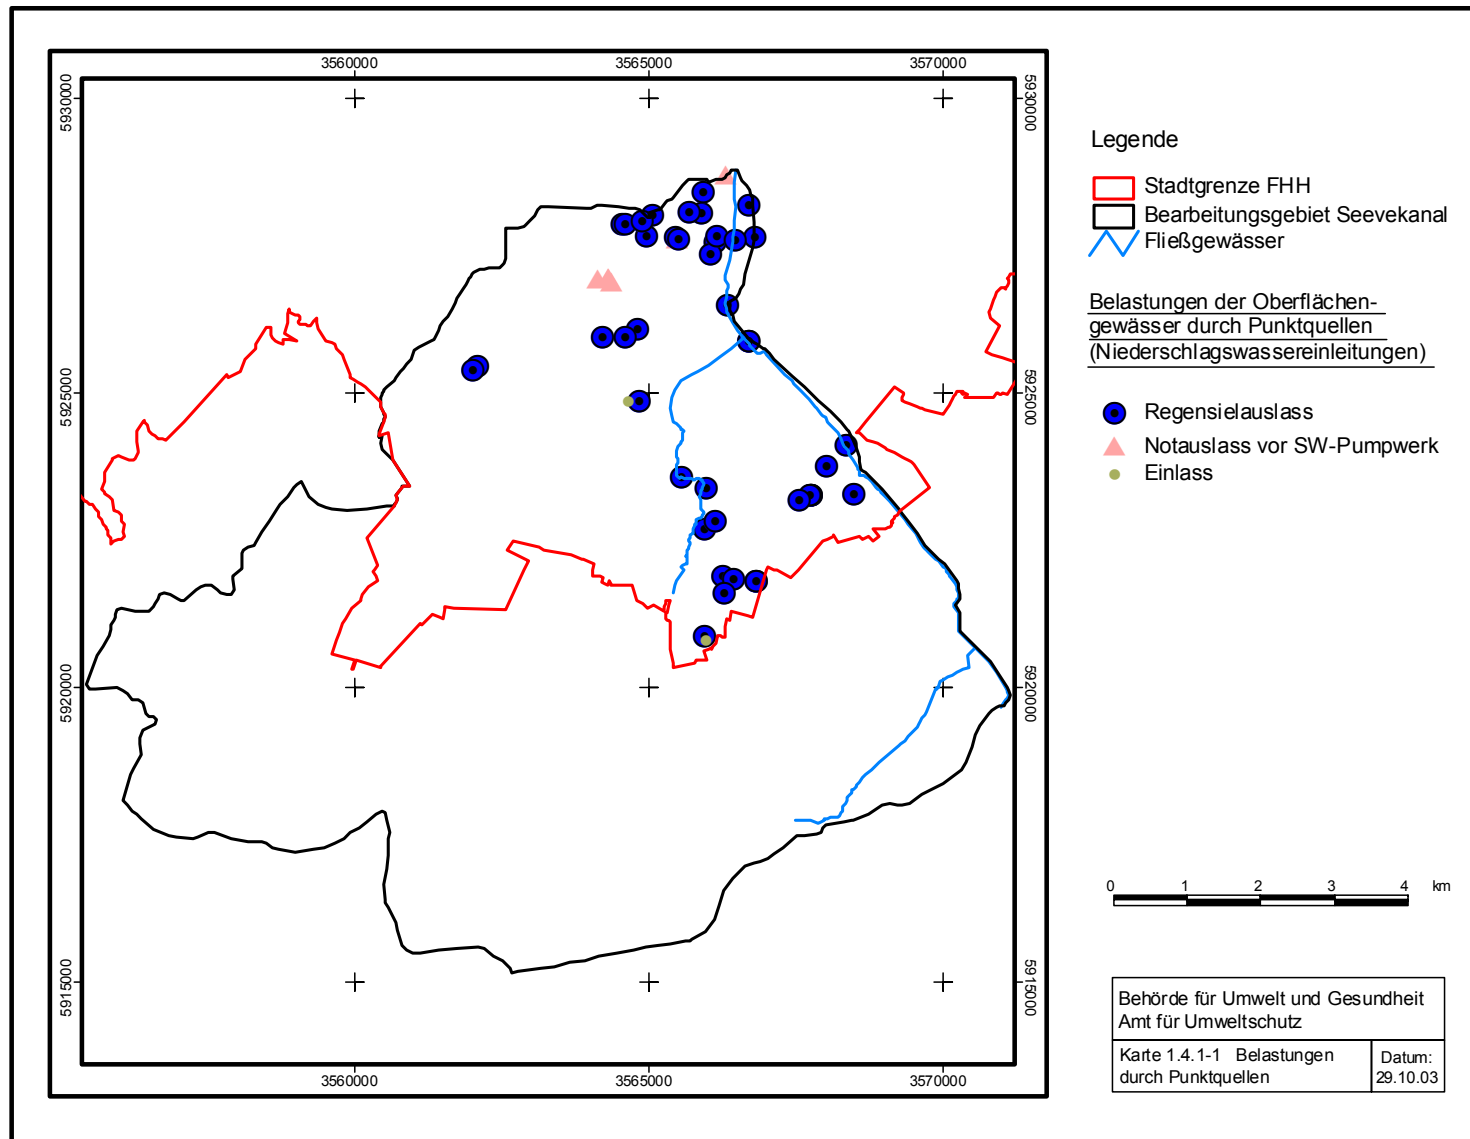 3560000
3565000
3570000
5930000
5930000
5925000
5925000
5920000
5920000
5915000
5915000
3560000
3565000
3570000
Legende
Stadtgrenze FHH
Bearbeitungsgebiet Seevekanal
Fließgewässer
Belastungen der Oberflächen-
gewässer durch Punktquellen
(Niederschlagswassereinleitungen)
Regensielauslass
Notauslass vor SW-Pumpwerk
Einlass
0 1 2 3 4 km
Behörde für Umwelt und Gesundheit
Amt für Umweltschutz
Karte 1.4.1-1 Belastungen
durch Punktquellen
Datum:
29.10.03